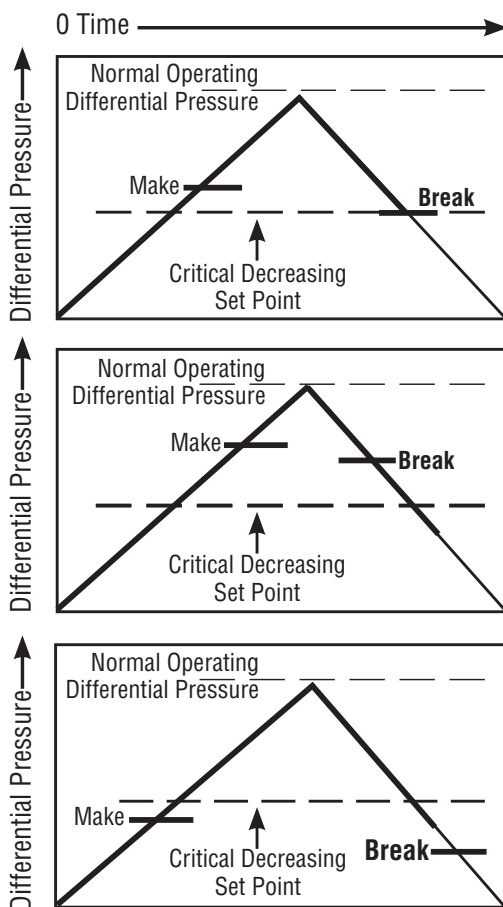 0 Time
Differential Pressure
Normal Operating
Differential Pressure
Make
Break
Critical Decreasing
Set Point
Differential Pressure
Normal Operating
Differential Pressure
Make
Break
Critical Decreasing
Set Point
Differential Pressure
Normal Operating
Differential Pressure
Make
Break
Critical Decreasing
Set Point